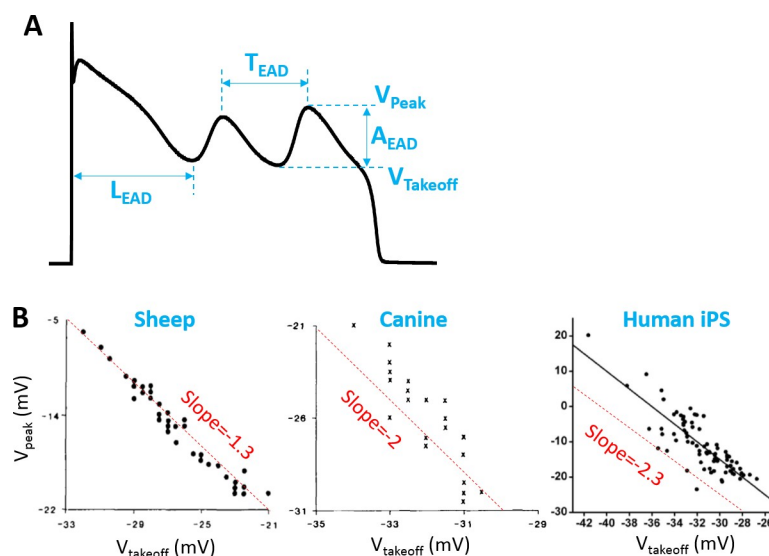 A
T_EAD
V_Peak
A_EAD
V_Takeoff
L_EAD
B
Sheep
Canine
Human iPS
V_peak (mV)
-5
-14
-22
-33
-29
-25
-21
Slope=-1.3
V_takeoff (mV)
-21
-26
-31
-35
-33
-31
-29
Slope=-2
V_takeoff (mV)
20
10
0
-10
-20
-30
-42
-40
-38
-36
-34
-32
-30
-28
-26
Slope=-2.3
V_takeoff (mV)